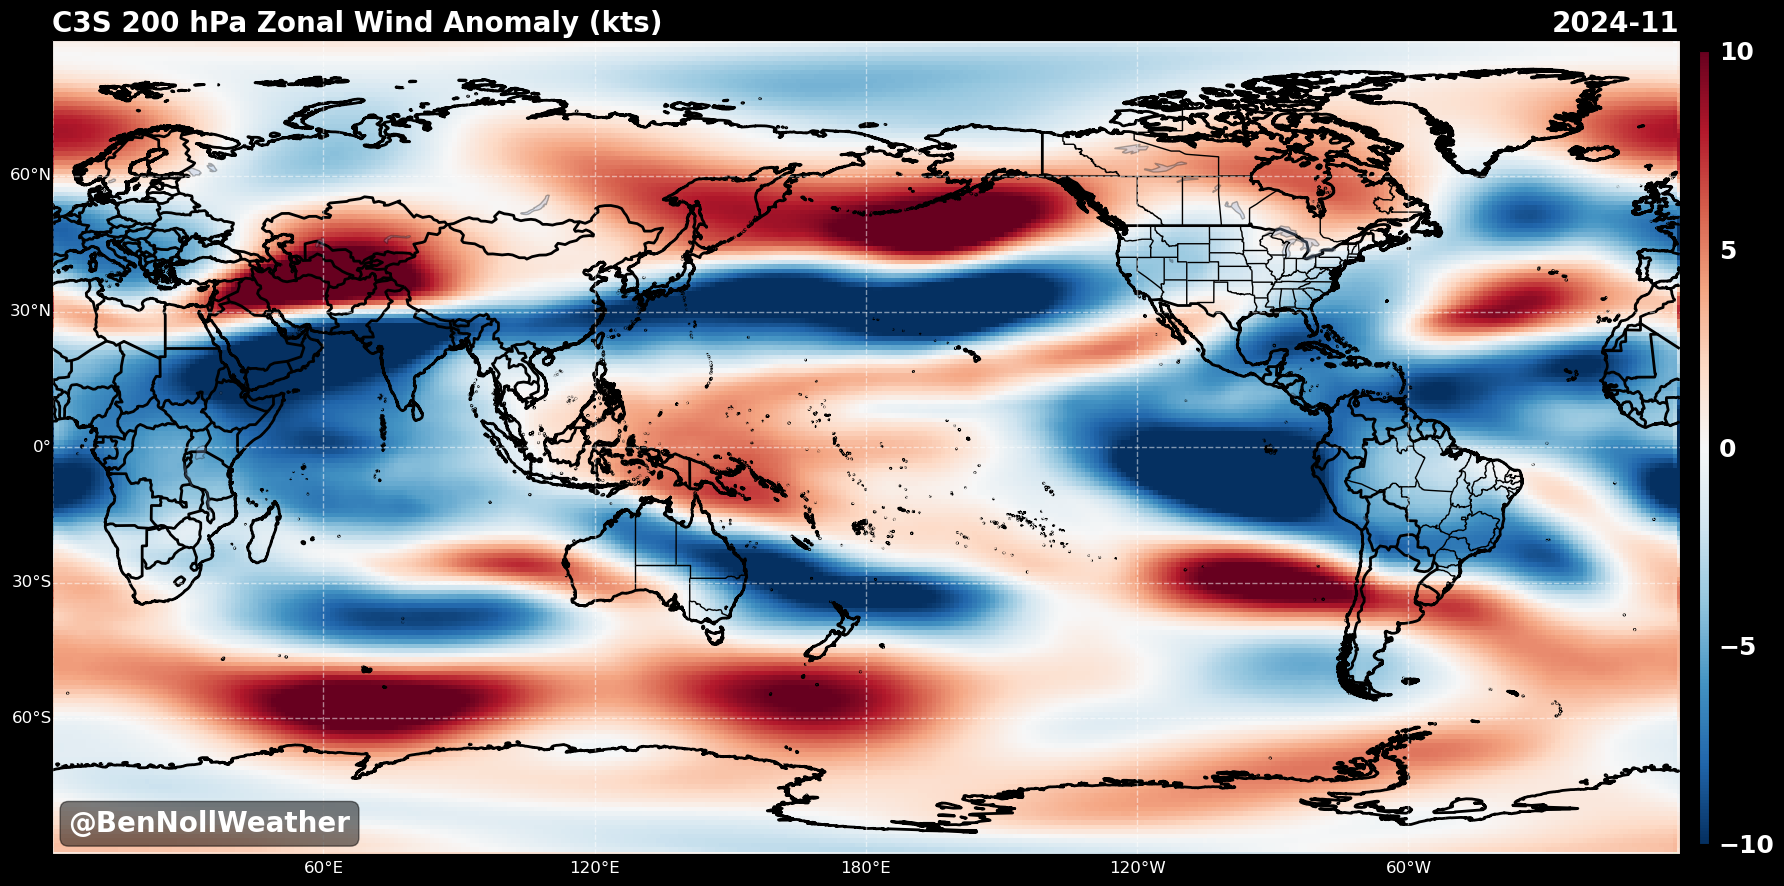 C3S 200 hPa Zonal Wind Anomaly (kts)
2024-11
10
5
0
−5
−10
60°N
30°N
0°
30°S
60°S
60°E
120°E
180°E
120°W
60°W
@BenNollWeather